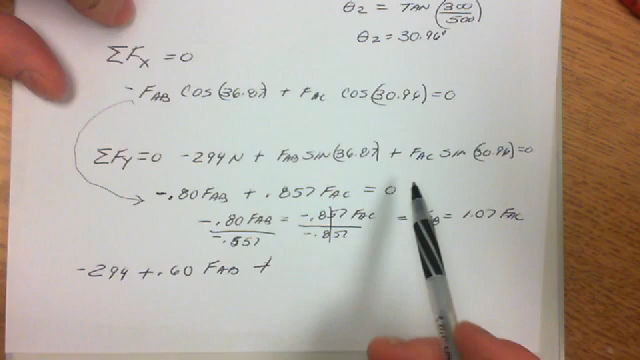 θ2 = TAN (300/500)
θ2 = 30.96°
ΣFx = 0
- FAB COS(36.87) + FAC COS(30.96) = 0
ΣFy = 0 -294N + FAB SIN(36.87) + FAC SIN(30.96) = 0
-.80 FAB + .857 FAC = 0
-.80 FAB / -.857 = -.857 FAC / -.857 = = 1.07 FAC
-294 + .60 FAB +